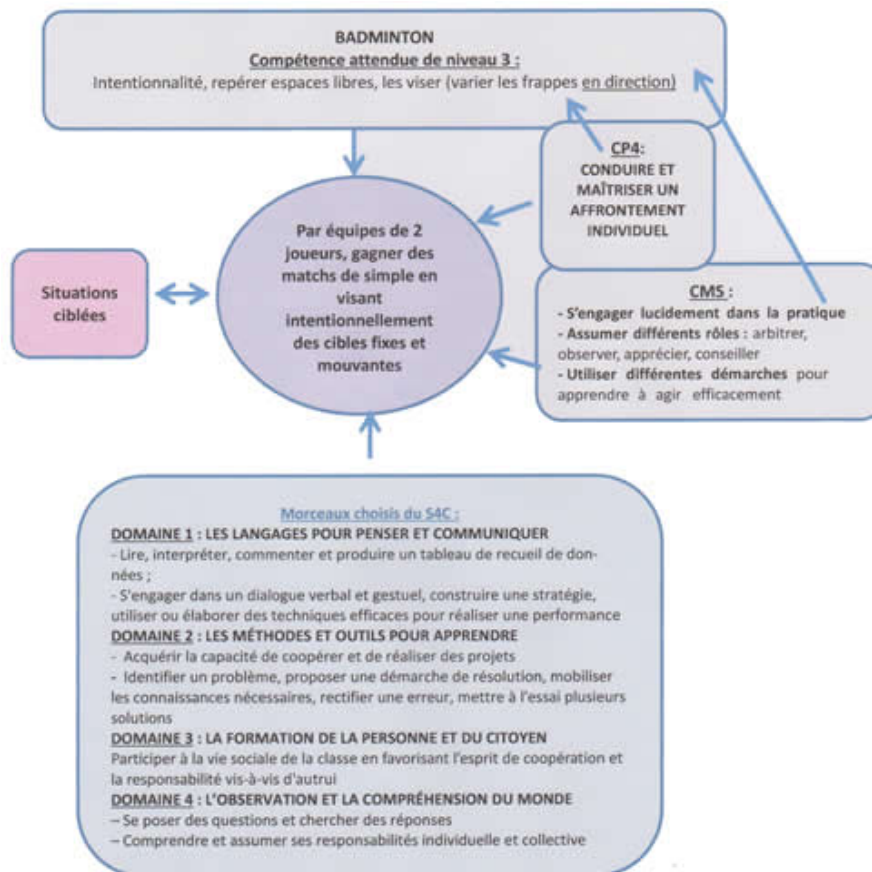 BADMINTON
Compétence attendue de niveau 3 :
Intentionnalité, repérer espaces libres, les viser (varier les frappes en direction)
CP4:
CONDUIRE ET
MAÎTRISER UN
AFFRONTEMENT
INDIVIDUEL
Par équipes de 2
joueurs, gagner des
matchs de simple en
visant
intentionnellement
des cibles fixes et
mouvantes
Situations
ciblées
CMS :
- S'engager lucidement dans la pratique
- Assumer différents rôles : arbitrer,
observer, apprécier, conseiller
- Utiliser différentes démarches pour
apprendre à agir efficacement
Morceaux choisis du S4C :
DOMAINE 1 : LES LANGAGES POUR PENSER ET COMMUNIQUER
- Lire, interpréter, commenter et produire un tableau de recueil de don-
nées ;
- S'engager dans un dialogue verbal et gestuel, construire une stratégie,
utiliser ou élaborer des techniques efficaces pour réaliser une performance
DOMAINE 2 : LES MÉTHODES ET OUTILS POUR APPRENDRE
- Acquérir la capacité de coopérer et de réaliser des projets
- Identifier un problème, proposer une démarche de résolution, mobiliser
les connaissances nécessaires, rectifier une erreur, mettre à l'essai plusieurs
solutions
DOMAINE 3 : LA FORMATION DE LA PERSONNE ET DU CITOYEN
Participer à la vie sociale de la classe en favorisant l'esprit de coopération et
la responsabilité vis-à-vis d'autrui
DOMAINE 4 : L'OBSERVATION ET LA COMPRÉHENSION DU MONDE
– Se poser des questions et chercher des réponses
– Comprendre et assumer ses responsabilités individuelle et collective